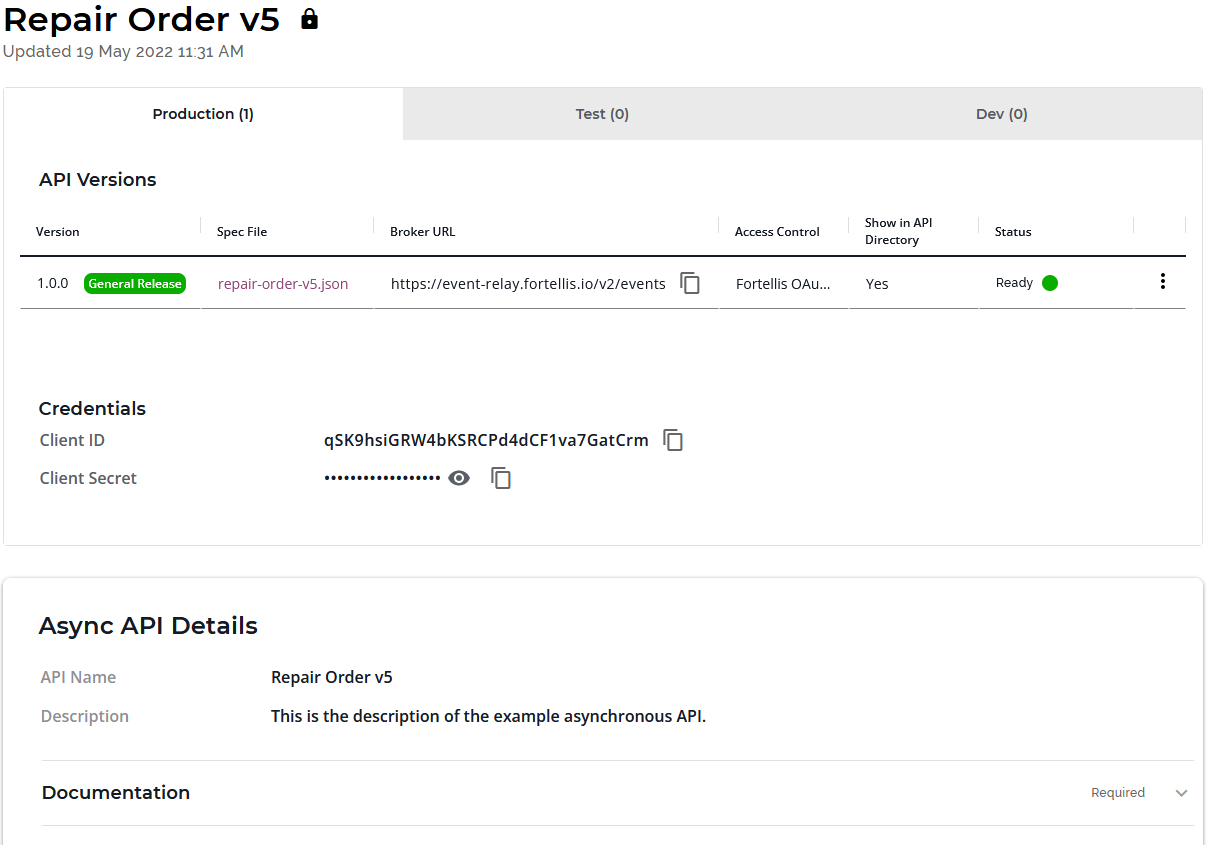 Repair Order v5
Updated 19 May 2022 11:31 AM
Production (1) Test (0) Dev (0)
API Versions
Version Spec File Broker URL Access Control Show in API Directory Status
1.0.0 General Release repair-order-v5.json https://event-relay.fortellis.io/v2/events Fortellis OAu... Yes Ready
Credentials
Client ID qSK9hsiGRW4bKSRCPd4dCF1va7GatCrm
Client Secret ••••••••••••••••••
Async API Details
API Name Repair Order v5
Description This is the description of the example asynchronous API.
Documentation Required